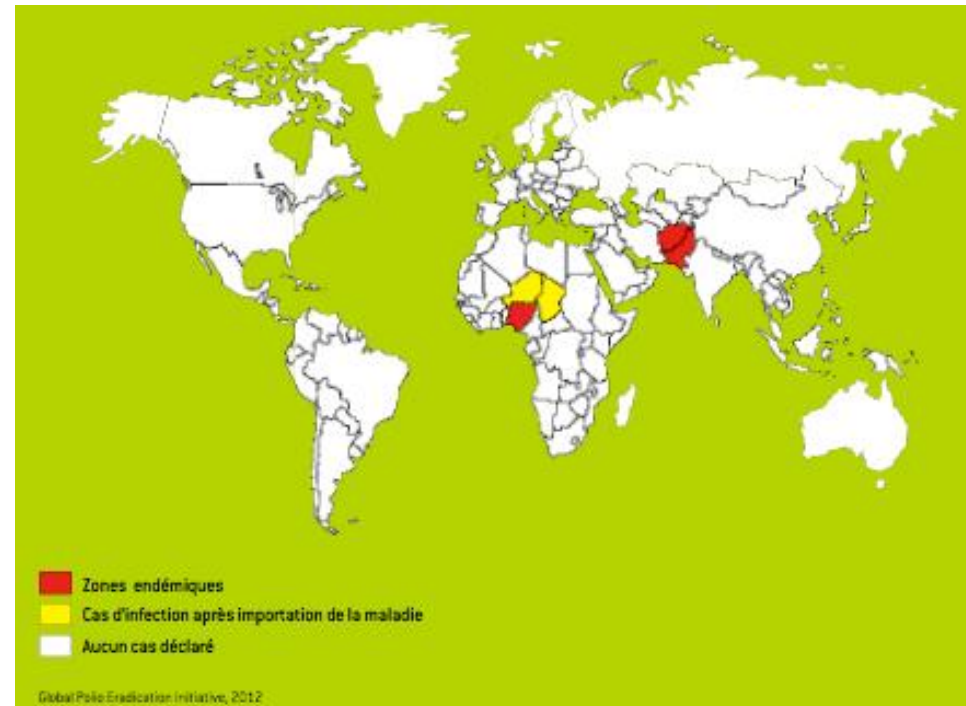 Zones endémiques
Cas d'infection après importation de la maladie
Aucun cas déclaré
Global Polio Eradication initiative, 2012